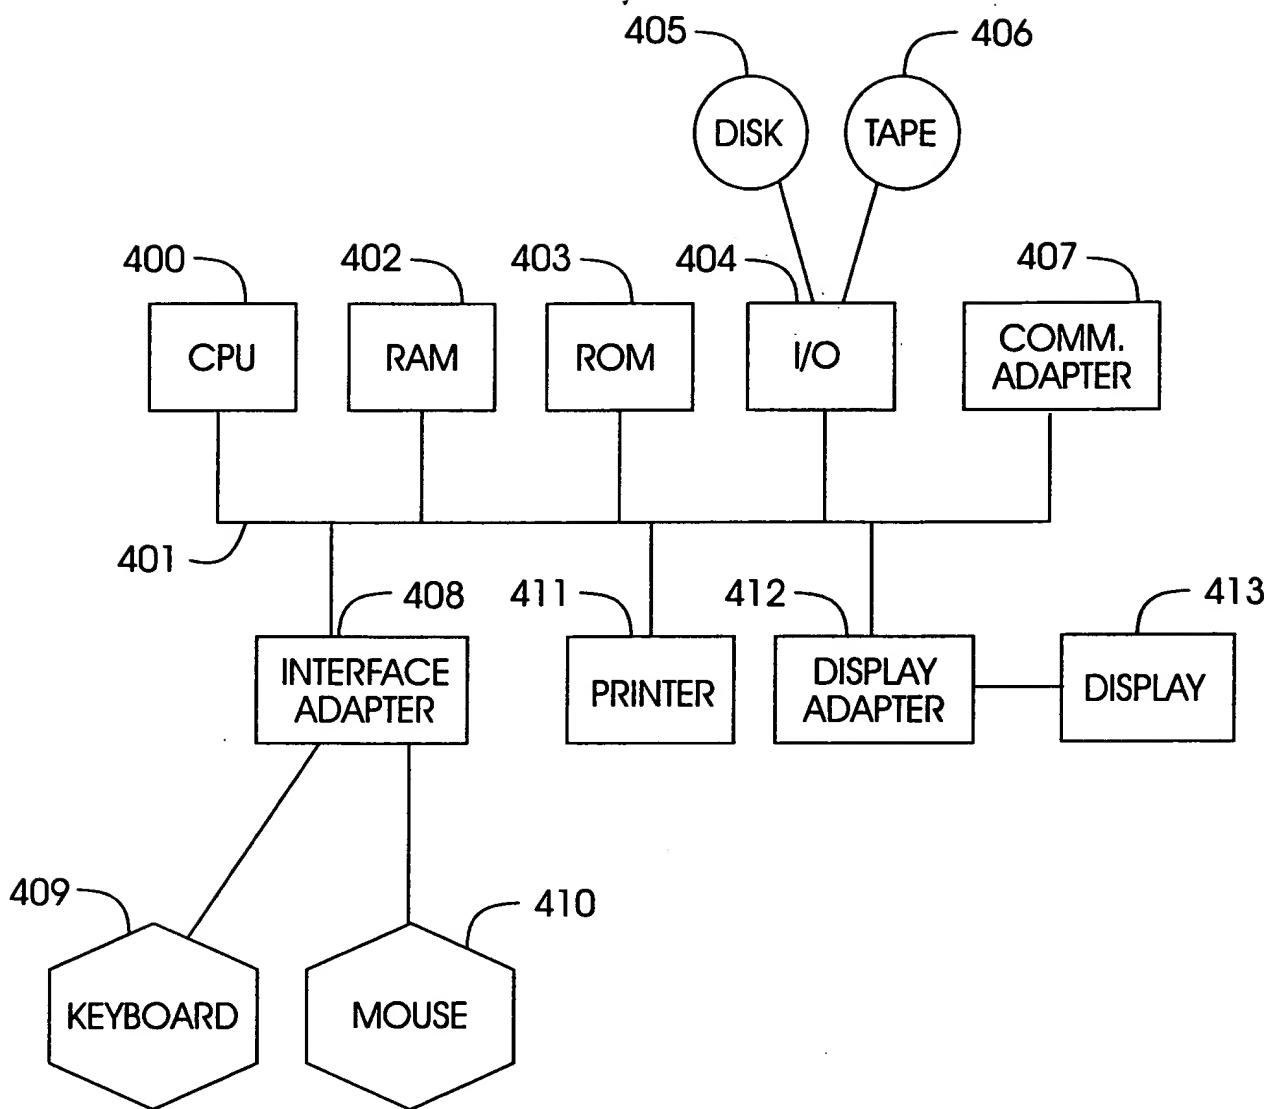 405
406
DISK
TAPE
400
402
403
404
407
CPU
RAM
ROM
I/O
COMM.
ADAPTER
401
408
411
412
413
INTERFACE
ADAPTER
PRINTER
DISPLAY
ADAPTER
DISPLAY
409
410
KEYBOARD
MOUSE